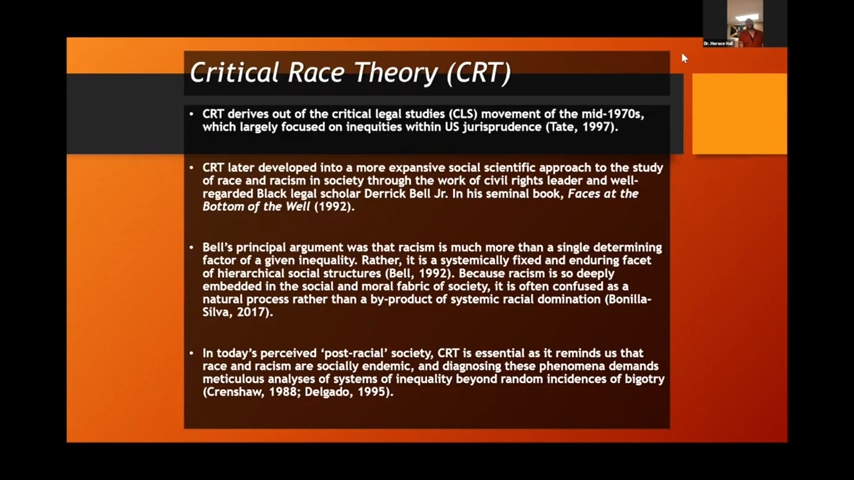 Dr. Horace Hall
Critical Race Theory (CRT)
• CRT derives out of the critical legal studies (CLS) movement of the mid-1970s,
which largely focused on inequities within US jurisprudence (Tate, 1997).
• CRT later developed into a more expansive social scientific approach to the study
of race and racism in society through the work of civil rights leader and well-
regarded Black legal scholar Derrick Bell Jr. In his seminal book, Faces at the
Bottom of the Well (1992).
• Bell's principal argument was that racism is much more than a single determining
factor of a given inequality. Rather, it is a systemically fixed and enduring facet
of hierarchical social structures (Bell, 1992). Because racism is so deeply
embedded in the social and moral fabric of society, it is often confused as a
natural process rather than a by-product of systemic racial domination (Bonilla-
Silva, 2017).
• In today's perceived 'post-racial' society, CRT is essential as it reminds us that
race and racism are socially endemic, and diagnosing these phenomena demands
meticulous analyses of systems of inequality beyond random incidences of bigotry
(Crenshaw, 1988; Delgado, 1995).